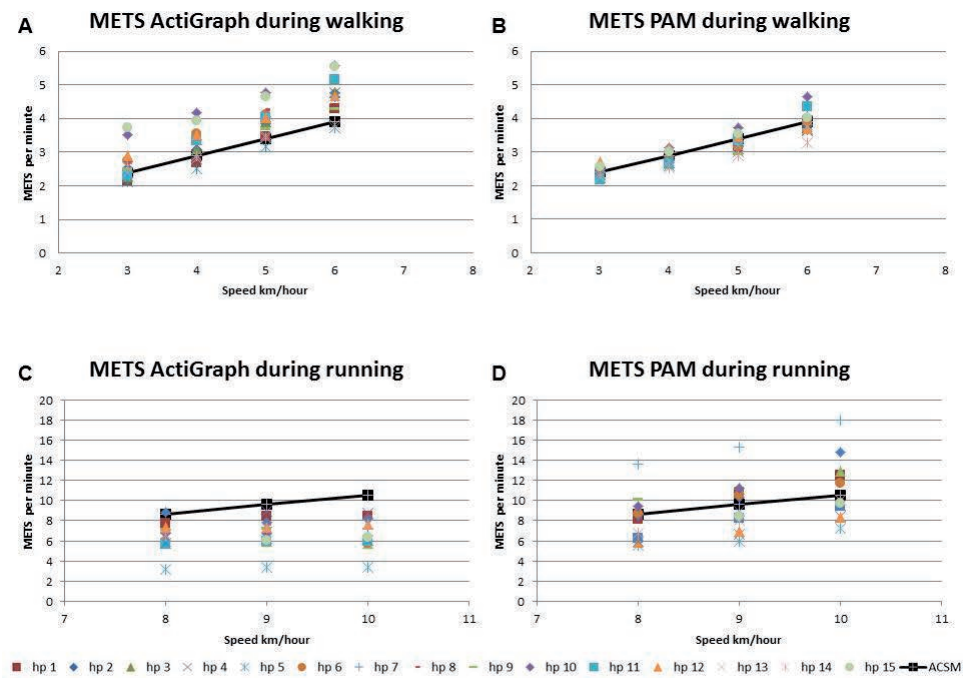 A METS ActiGraph during walking
METS per minute
6
5
4
3
2
1
0
2 3 4 5 6 7 8
Speed km/hour
B METS PAM during walking
METS per minute
6
5
4
3
2
1
0
2 3 4 5 6 7 8
Speed km/hour
C METS ActiGraph during running
METS per minute
20
18
16
14
12
10
8
6
4
2
0
7 8 9 10 11
Speed km/hour
D METS PAM during running
METS per minute
20
18
16
14
12
10
8
6
4
2
0
7 8 9 10 11
Speed km/hour
hp 1 hp 2 hp 3 hp 4 hp 5 hp 6 hp 7 hp 8 hp 9 hp 10 hp 11 hp 12 hp 13 hp 14 hp 15 ACSM